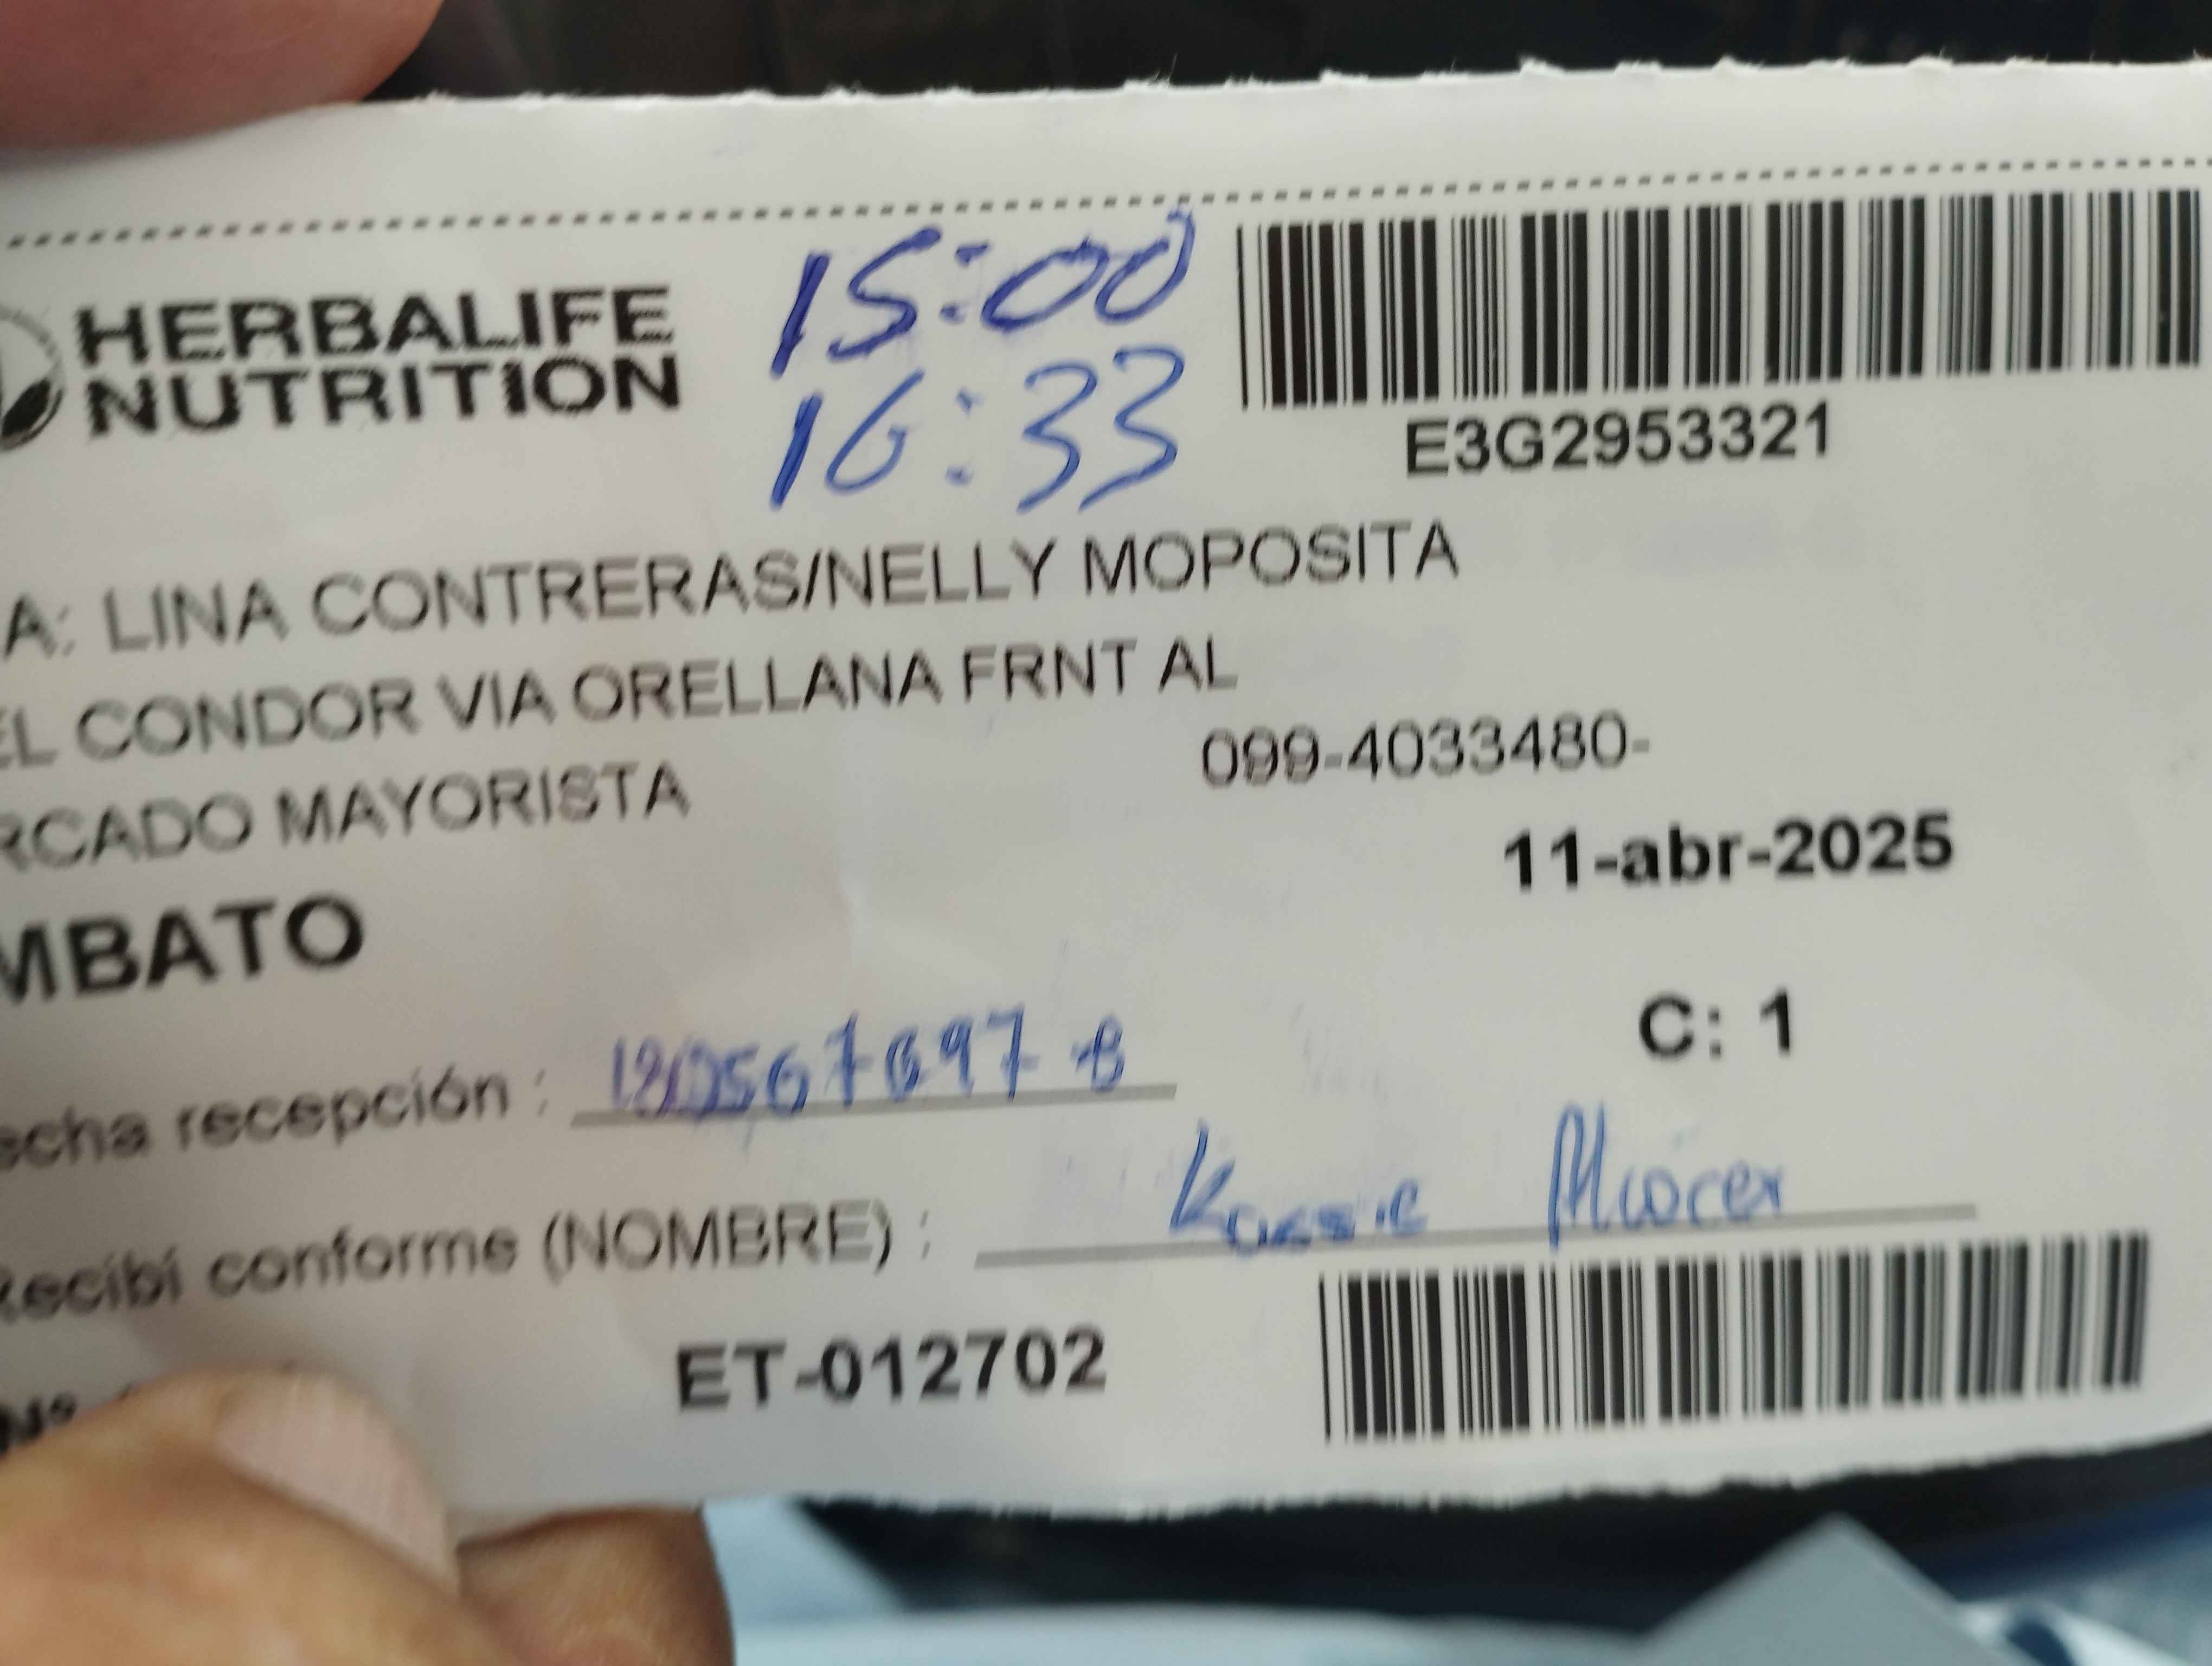 HERBALIFE
NUTRITION
15:00
16:33
E3G2953321
A: LINA CONTRERAS/NELLY MOPOSITA
EL CONDOR VIA ORELLANA FRNT AL
RCADO MAYORISTA
099-4033480-
11-abr-2025
MBATO
C: 1
echa recepción :
Recibí conforme (NOMBRE) :
ET-012702